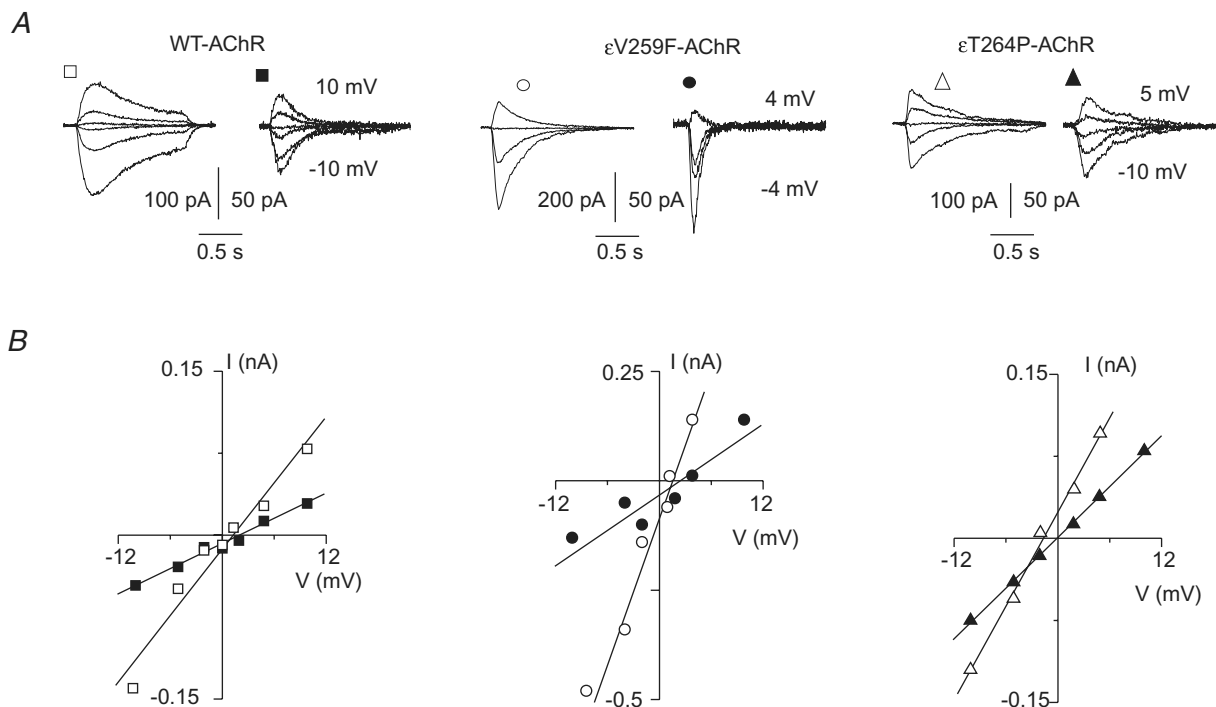 A
WT-AChR
εV259F-AChR
εT264P-AChR
10 mV
-10 mV
4 mV
-4 mV
5 mV
-10 mV
100 pA 50 pA
0.5 s
200 pA 50 pA
0.5 s
100 pA 50 pA
0.5 s
B
I (nA)
0.15
-12
12
V (mV)
-0.15
I (nA)
0.25
-12
12
V (mV)
-0.5
I (nA)
0.15
-12
12
V (mV)
-0.15